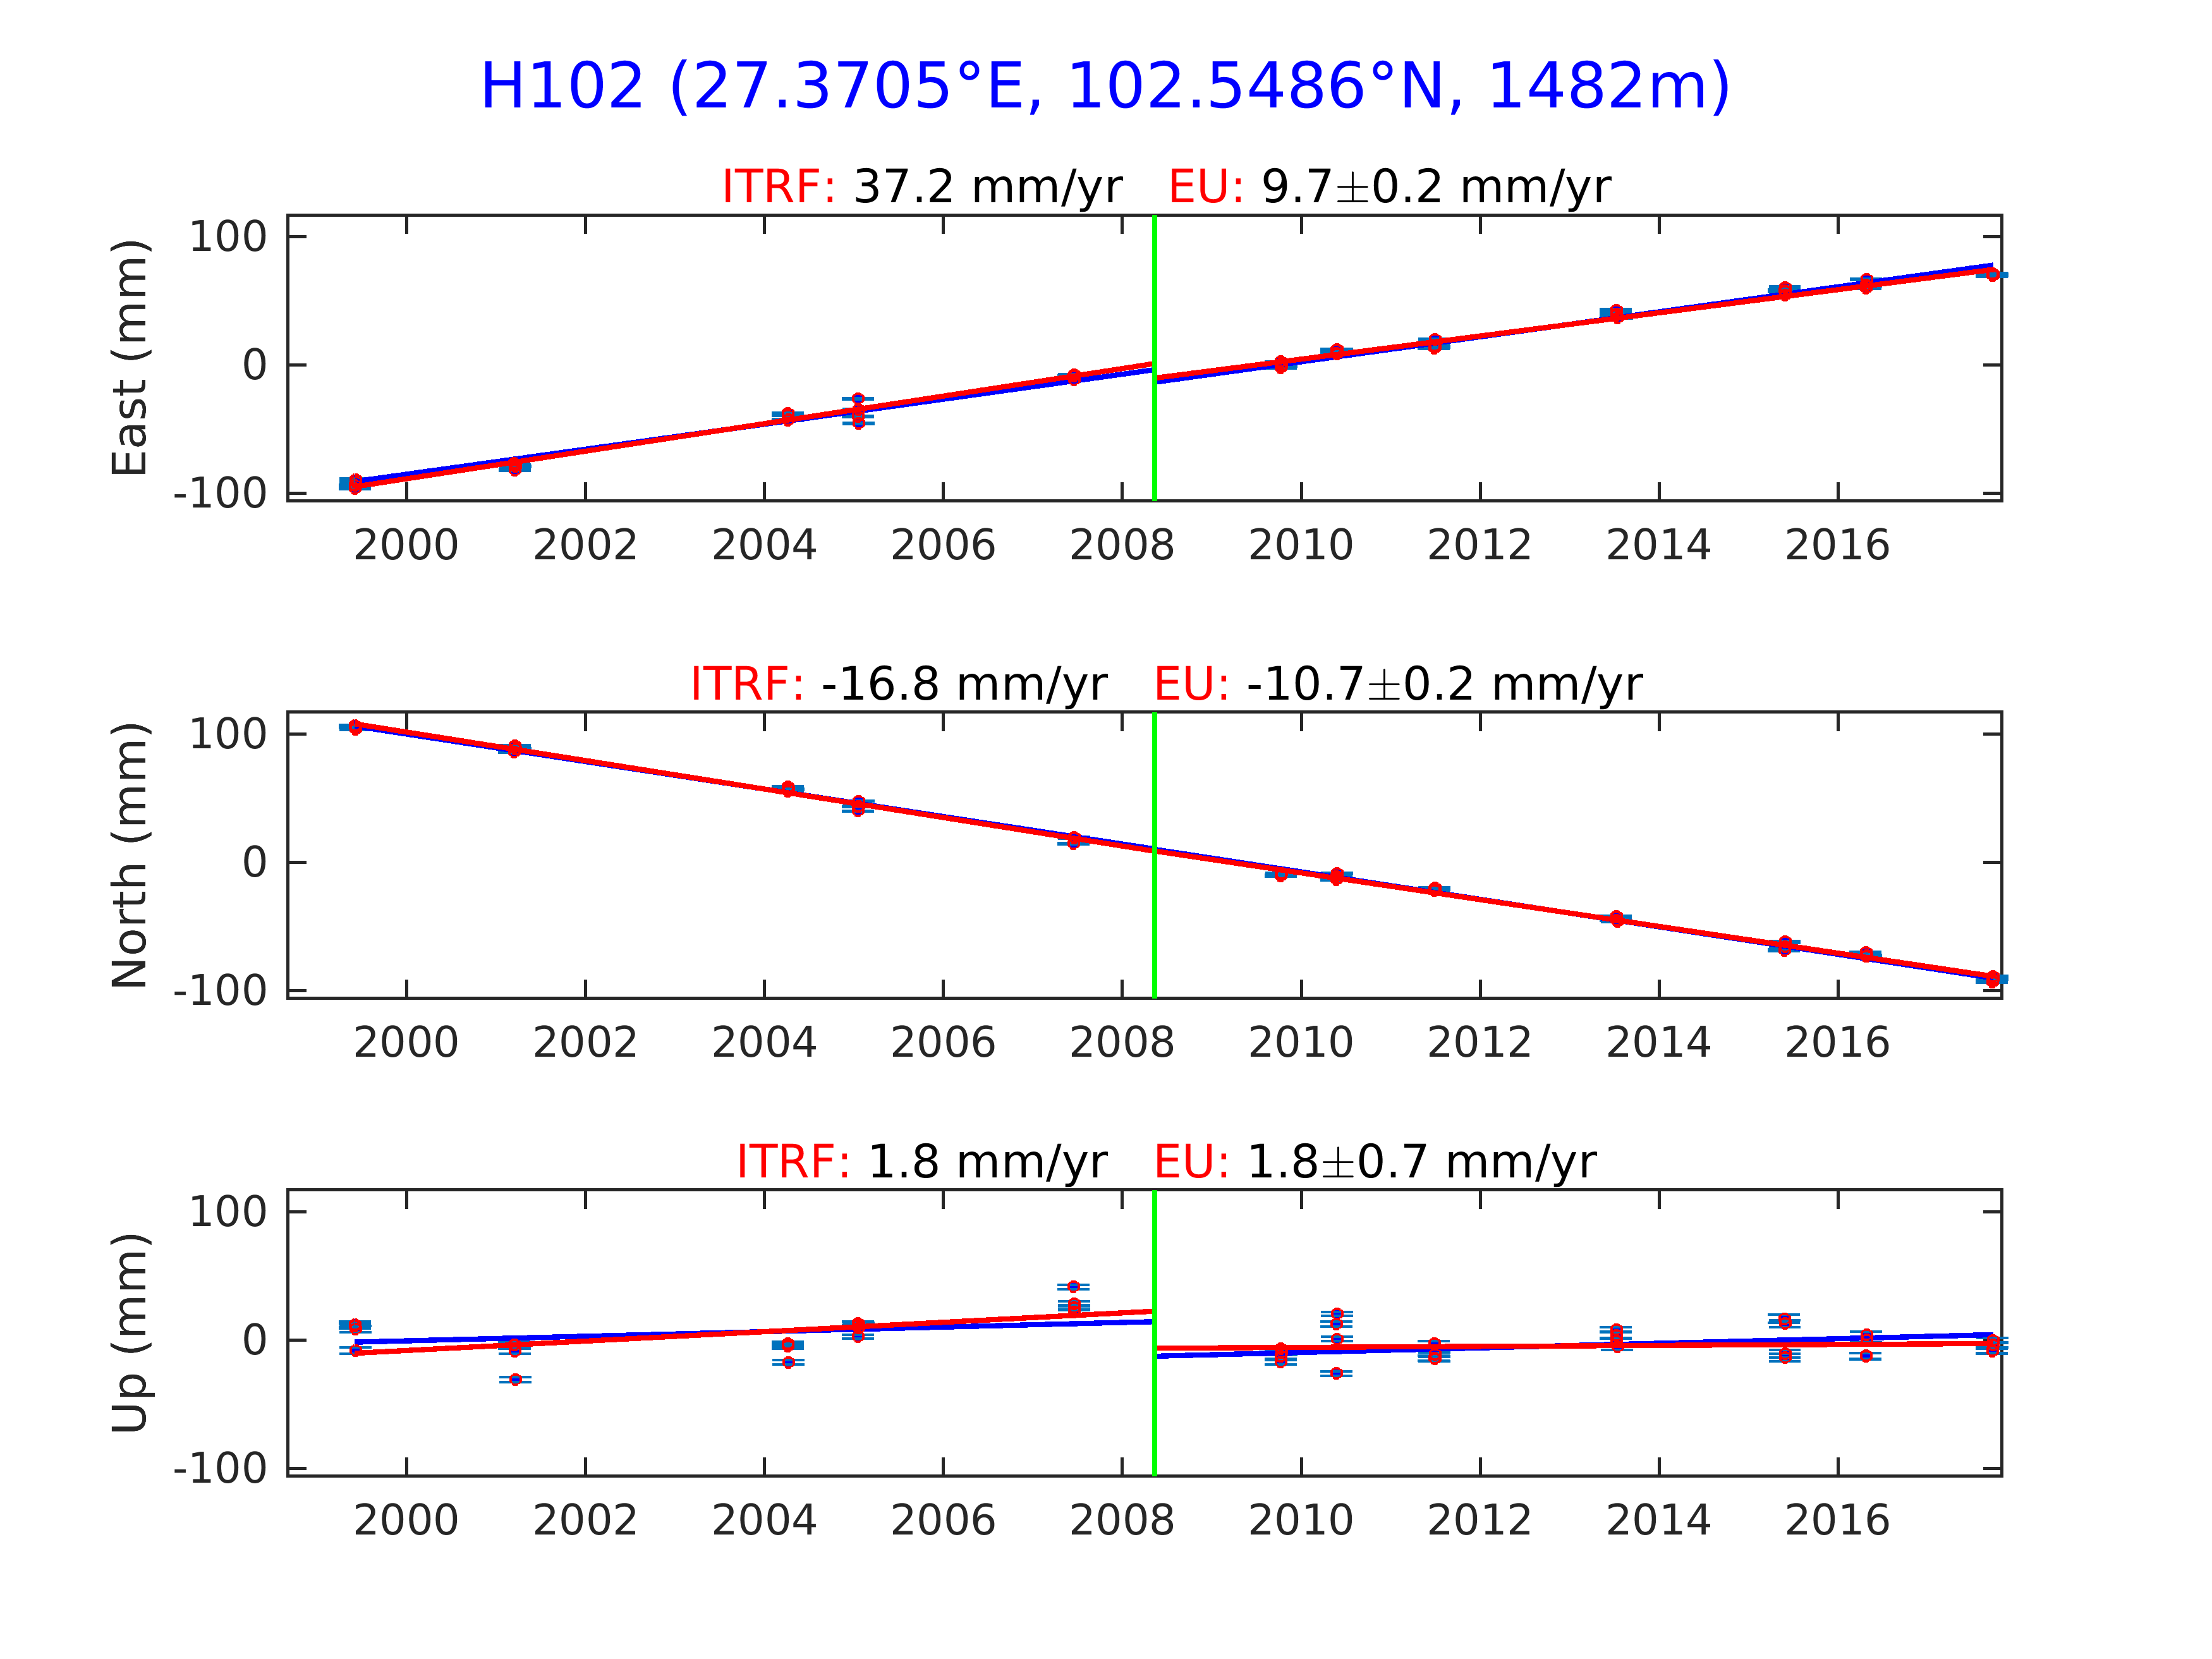 H102 (27.3705°E, 102.5486°N, 1482m)
ITRF: 37.2 mm/yr EU: 9.7±0.2 mm/yr
100
0
-100
East (mm)
2000 2002 2004 2006 2008 2010 2012 2014 2016
ITRF: -16.8 mm/yr EU: -10.7±0.2 mm/yr
100
0
-100
North (mm)
2000 2002 2004 2006 2008 2010 2012 2014 2016
ITRF: 1.8 mm/yr EU: 1.8±0.7 mm/yr
100
0
-100
Up (mm)
2000 2002 2004 2006 2008 2010 2012 2014 2016